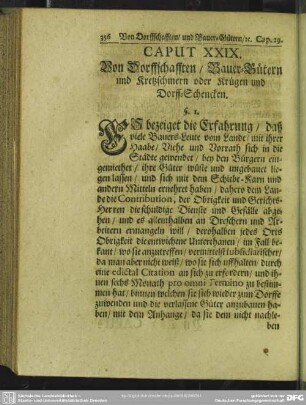 356 Von Dorffschafften / und Bauer-Gütern / ꝛc. Cap. 29.
CAPUT XXIX.
Von Dorffschafften / Bauer-Gütern
und Kretzschmern oder Krügen und
Dorff-Schencken.
§. 1.
ES bezeiget die Erfahrung / daß
viele Bauers-Leute vom Lande / mit ihrer
Haabe / Viehe und Vorrath sich in die
Städte gewendet / bey den Bürgern ein-
gemiethet / ihre Güter wüste und ungebauet lie-
gen lassen / und sich mit dem Schiebe-Karn und
andern Mitteln ernehret haben / dahero dem Lan-
de die Contribution, der Obrigkeit und Gerichts-
Herren die schuldige Dienste und Gefälle abge-
hen / und es allenthalben an Dreschern und Ar-
beitern ermangeln will / derohalben jedes Orts
Obrigkeit die entwichene Unterthanen / im Fall be-
kant / wo sie anzutreffen / vermittelst subsidiarischer /
da man aber nicht weiß / wo sie sich uffhalten / durch
eine edictal Citation an sich zu erfordern / und ih-
nen sechs Monath pro omni Termino zu bestim-
men hat / binnen welchen sie sich wieder zum Dorffe
zuwenden und die verlassene Güter anzubauen ha-
ben / mit dem Anhange / da sie dem nicht nachle-
ben